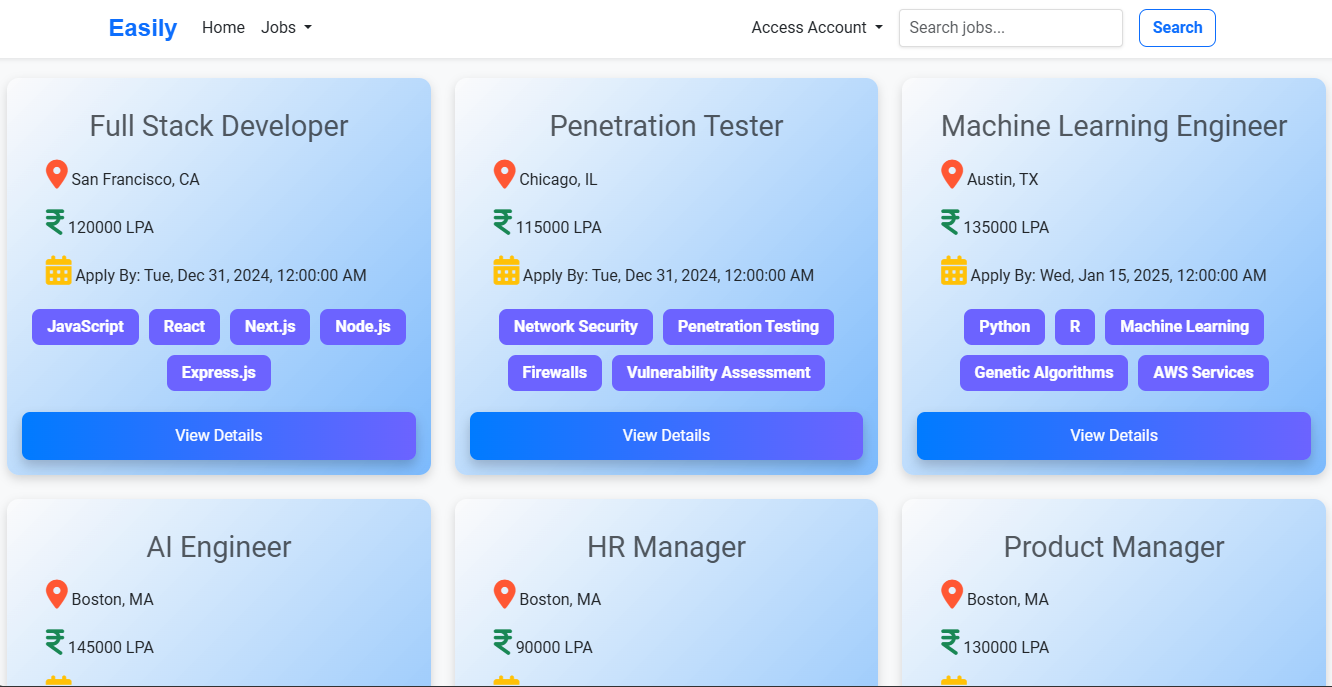 Easily Home Jobs Access Account Search jobs... Search
Full Stack Developer
San Francisco, CA
₹ 120000 LPA
Apply By: Tue, Dec 31, 2024, 12:00:00 AM
JavaScript React Next.js Node.js
Express.js
View Details
Penetration Tester
Chicago, IL
₹ 115000 LPA
Apply By: Tue, Dec 31, 2024, 12:00:00 AM
Network Security Penetration Testing
Firewalls Vulnerability Assessment
View Details
Machine Learning Engineer
Austin, TX
₹ 135000 LPA
Apply By: Wed, Jan 15, 2025, 12:00:00 AM
Python R Machine Learning
Genetic Algorithms AWS Services
View Details
AI Engineer
Boston, MA
₹ 145000 LPA
HR Manager
Boston, MA
₹ 90000 LPA
Product Manager
Boston, MA
₹ 130000 LPA